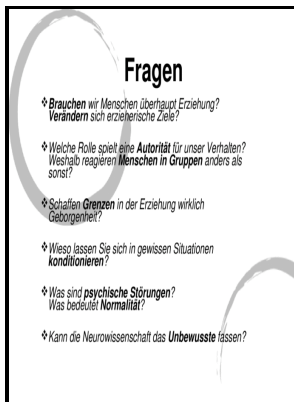 Fragen
❖Brauchen wir Menschen überhaupt Erziehung?
Verändern sich erzieherische Ziele?
❖Welche Rolle spielt eine Autorität für unser Verhalten?
Weshalb reagieren Menschen in Gruppen anders als
sonst?
❖Schaffen Grenzen in der Erziehung wirklich
Geborgenheit?
❖Wieso lassen Sie sich in gewissen Situationen
konditionieren?
❖Was sind psychische Störungen?
Was bedeutet Normalität?
❖Kann die Neurowissenschaft das Unbewusste fassen?